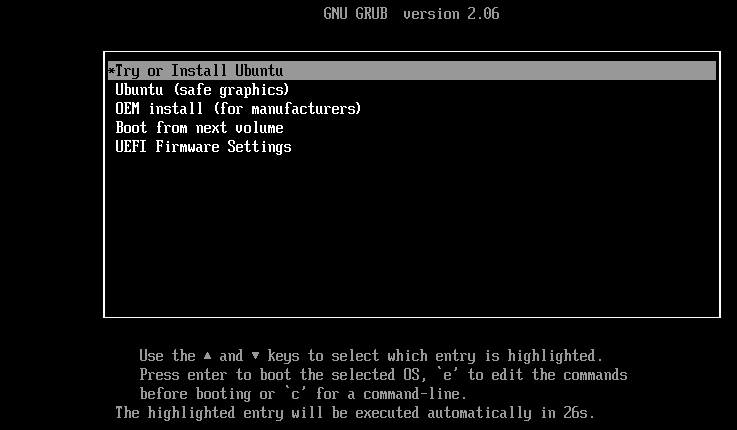 GNU GRUB version 2.06
*Try or Install Ubuntu
Ubuntu (safe graphics)
OEM install (for manufacturers)
Boot from next volume
UEFI Firmware Settings
Use the ▲ and ▼ keys to select which entry is highlighted.
Press enter to boot the selected OS, `e' to edit the commands
before booting or `c' for a command-line.
The highlighted entry will be executed automatically in 26s.